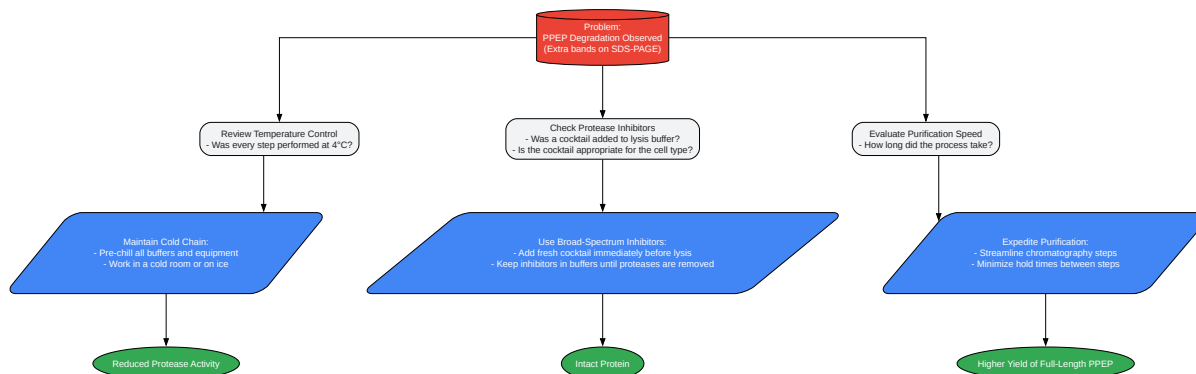 Problem:
PPEP Degradation Observed
(Extra bands on SDS-PAGE)
Review Temperature Control
- Was every step performed at 4°C?
Check Protease Inhibitors
- Was a cocktail added to lysis buffer?
- Is the cocktail appropriate for the cell type?
Evaluate Purification Speed
- How long did the process take?
Maintain Cold Chain:
- Pre-chill all buffers and equipment
- Work in a cold room or on ice
Use Broad-Spectrum Inhibitors:
- Add fresh cocktail immediately before lysis
- Keep inhibitors in buffers until proteases are removed
Expedite Purification:
- Streamline chromatography steps
- Minimize hold times between steps
Reduced Protease Activity
Intact Protein
Higher Yield of Full-Length PPEP